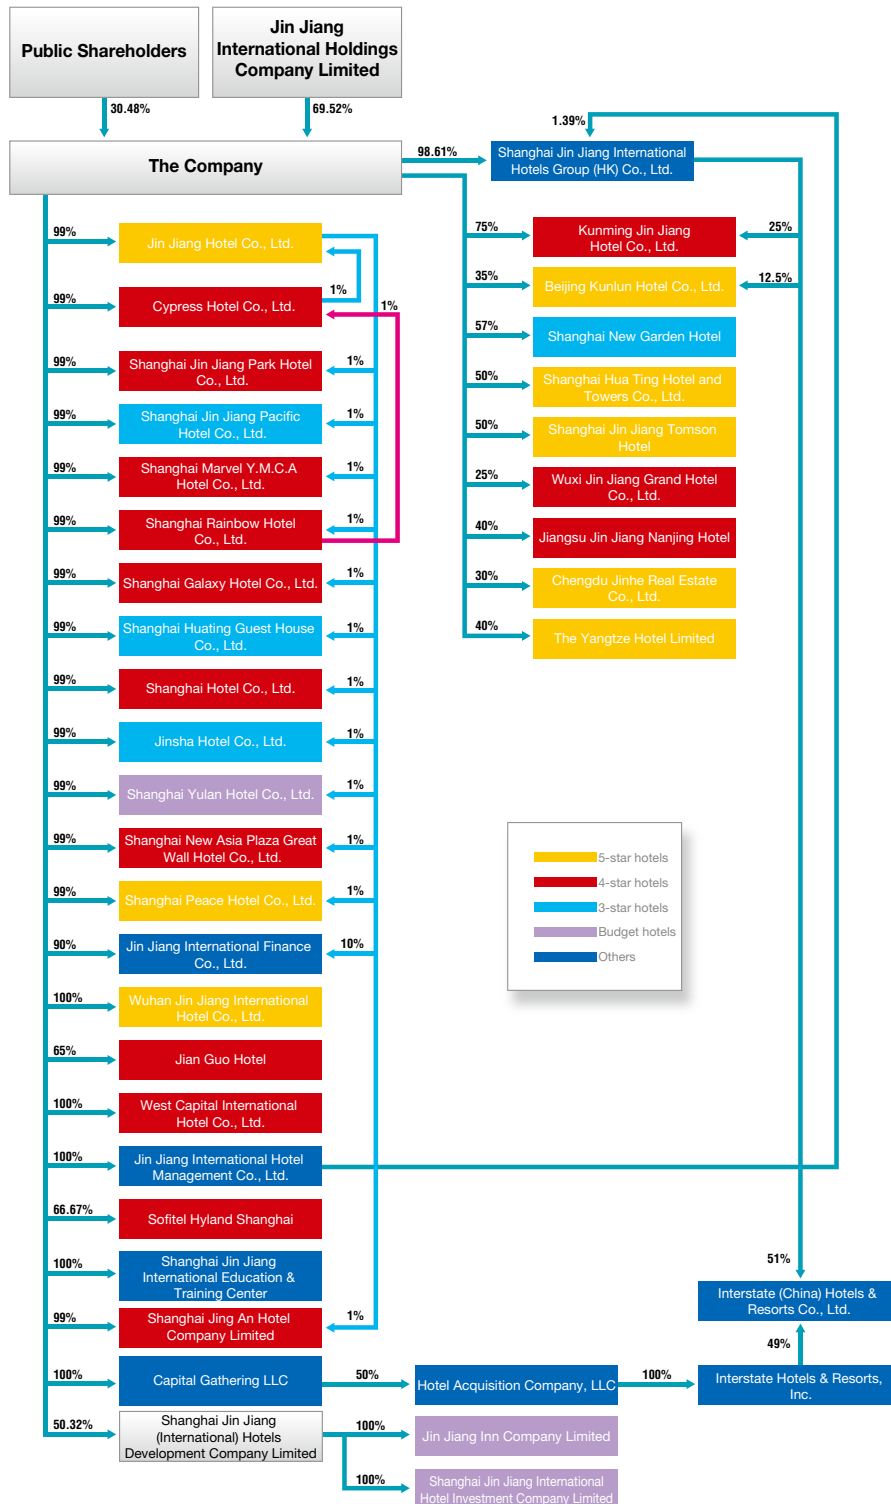 Public Shareholders
Jin Jiang
International Holdings
Company Limited
30.48%
69.52%
The Company
98.61%
1.39%
Shanghai Jin Jiang International
Hotels Group (HK) Co., Ltd.
99%
Jin Jiang Hotel Co., Ltd.
99%
Cypress Hotel Co., Ltd.
1%
1%
99%
Shanghai Jin Jiang Park Hotel
Co., Ltd.
1%
99%
Shanghai Jin Jiang Pacific
Hotel Co., Ltd.
1%
99%
Shanghai Marvel Y.M.C.A
Hotel Co., Ltd.
1%
99%
Shanghai Rainbow Hotel
Co., Ltd.
1%
99%
Shanghai Galaxy Hotel Co., Ltd.
1%
99%
Shanghai Huating Guest House
Co., Ltd.
1%
99%
Shanghai Hotel Co., Ltd.
1%
99%
Jinsha Hotel Co., Ltd.
1%
99%
Shanghai Yulan Hotel Co., Ltd.
1%
99%
Shanghai New Asia Plaza Great
Wall Hotel Co., Ltd.
1%
99%
Shanghai Peace Hotel Co., Ltd.
1%
90%
Jin Jiang International Finance
Co., Ltd.
10%
100%
Wuhan Jin Jiang International
Hotel Co., Ltd.
65%
Jian Guo Hotel
100%
West Capital International
Hotel Co., Ltd.
100%
Jin Jiang International Hotel
Management Co., Ltd.
66.67%
Sofitel Hyland Shanghai
100%
Shanghai Jin Jiang
International Education &
Training Center
99%
Shanghai Jing An Hotel
Company Limited
1%
100%
Capital Gathering LLC
50%
Hotel Acquisition Company, LLC
100%
Interstate Hotels & Resorts,
Inc.
49%
51%
Interstate (China) Hotels &
Resorts Co., Ltd.
50.32%
Shanghai Jin Jiang
(International) Hotels
Development Company Limited
100%
Jin Jiang Inn Company Limited
100%
Shanghai Jin Jiang International
Hotel Investment Company Limited
75%
Kunming Jin Jiang
Hotel Co., Ltd.
25%
35%
Beijing Kunlun Hotel Co., Ltd.
12.5%
57%
Shanghai New Garden Hotel
50%
Shanghai Hua Ting Hotel and
Towers Co., Ltd.
50%
Shanghai Jin Jiang Tomson
Hotel
25%
Wuxi Jin Jiang Grand Hotel
Co., Ltd.
40%
Jiangsu Jin Jiang Nanjing Hotel
30%
Chengdu Jinhe Real Estate
Co., Ltd.
40%
The Yangtze Hotel Limited
5-star hotels
4-star hotels
3-star hotels
Budget hotels
Others